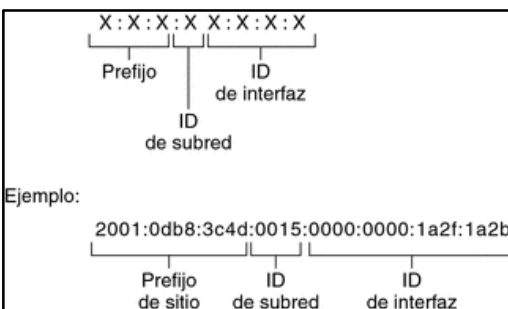 X : X : X : X X : X : X : X
Prefijo
ID
de interfaz
ID
de subred
Ejemplo:
2001:0db8:3c4d:0015:0000:0000:1a2f:1a2b
Prefijo
de sitio
ID
de subred
ID
de interfaz